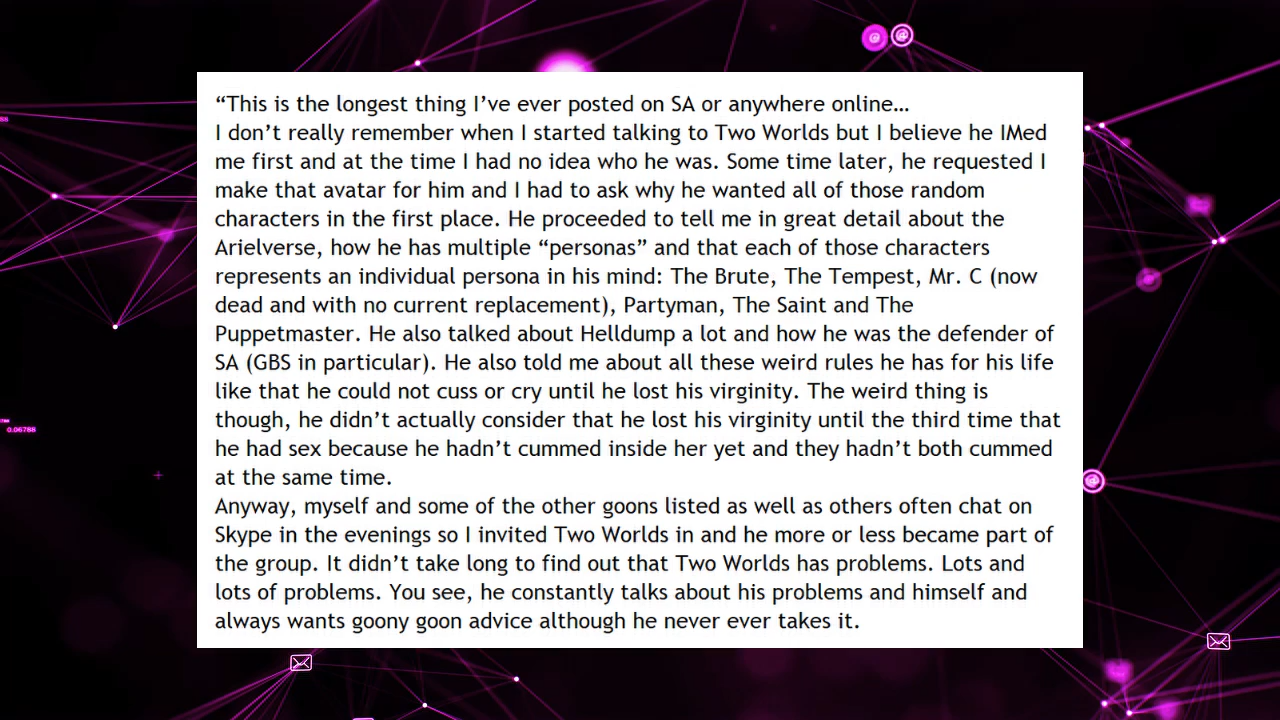 “This is the longest thing I’ve ever posted on SA or anywhere online…
I don’t really remember when I started talking to Two Worlds but I believe he IMed
me first and at the time I had no idea who he was. Some time later, he requested I
make that avatar for him and I had to ask why he wanted all of those random
characters in the first place. He proceeded to tell me in great detail about the
Arielverse, how he has multiple “personas” and that each of those characters
represents an individual persona in his mind: The Brute, The Tempest, Mr. C (now
dead and with no current replacement), Partyman, The Saint and The
Puppetmaster. He also talked about Helldump a lot and how he was the defender of
SA (GBS in particular). He also told me about all these weird rules he has for his life
like that he could not cuss or cry until he lost his virginity. The weird thing is
though, he didn’t actually consider that he lost his virginity until the third time that
he had sex because he hadn’t cummed inside her yet and they hadn’t both cummed
at the same time.
Anyway, myself and some of the other goons listed as well as others often chat on
Skype in the evenings so I invited Two Worlds in and he more or less became part of
the group. It didn’t take long to find out that Two Worlds has problems. Lots and
lots of problems. You see, he constantly talks about his problems and himself and
always wants goony goon advice although he never ever takes it.
0.06788